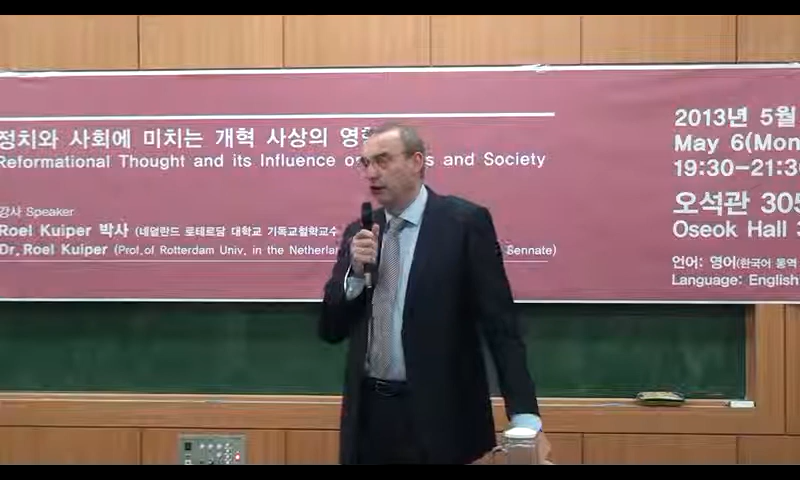 정치와 사회에 미치는 개혁 사상의
Reformational Thought and its Influence and Society
강사 Speaker
Roel Kuiper 박사 (네덜란드 로테르담 대학교 기독교철학교수
Dr. Roel Kuiper (Prof. of Rotterdam Univ. in the Netherla Sennate)
2013년 5월
May 6(Mon
19:30-21:30
오석관 305
Oseok Hall 3
언어: 영어(한국어 통역
Language: English